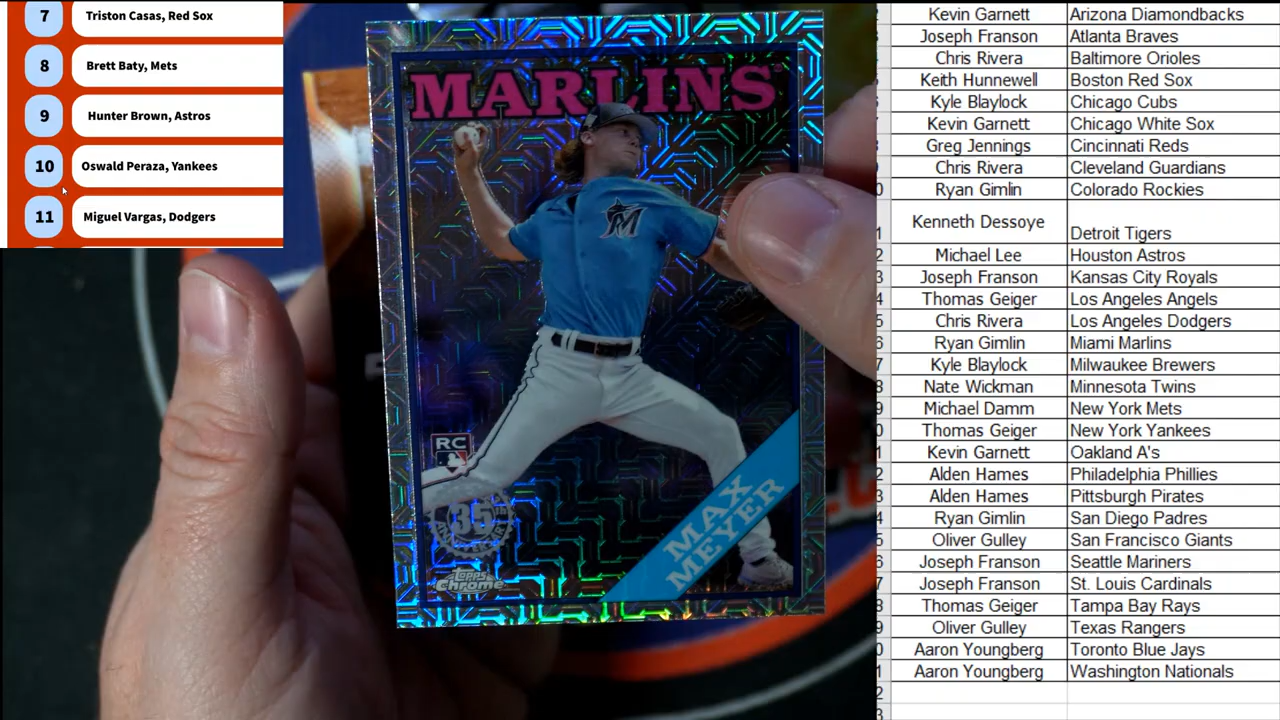 7 Triston Casas, Red Sox
8 Brett Baty, Mets
9 Hunter Brown, Astros
10 Oswald Peraza, Yankees
11 Miguel Vargas, Dodgers
MARLINS
M
RC
35th
Topps
Chrome
MAX
MEYER
Kevin Garnett Arizona Diamondbacks
Joseph Franson Atlanta Braves
Chris Rivera Baltimore Orioles
Keith Hunnewell Boston Red Sox
Kyle Blaylock Chicago Cubs
Kevin Garnett Chicago White Sox
Greg Jennings Cincinnati Reds
Chris Rivera Cleveland Guardians
Ryan Gimlin Colorado Rockies
Kenneth Dessoye Detroit Tigers
Michael Lee Houston Astros
Joseph Franson Kansas City Royals
Thomas Geiger Los Angeles Angels
Chris Rivera Los Angeles Dodgers
Ryan Gimlin Miami Marlins
Kyle Blaylock Milwaukee Brewers
Nate Wickman Minnesota Twins
Michael Damm New York Mets
Thomas Geiger New York Yankees
Kevin Garnett Oakland A's
Alden Hames Philadelphia Phillies
Alden Hames Pittsburgh Pirates
Ryan Gimlin San Diego Padres
Oliver Gulley San Francisco Giants
Joseph Franson Seattle Mariners
Joseph Franson St. Louis Cardinals
Thomas Geiger Tampa Bay Rays
Oliver Gulley Texas Rangers
Aaron Youngberg Toronto Blue Jays
Aaron Youngberg Washington Nationals